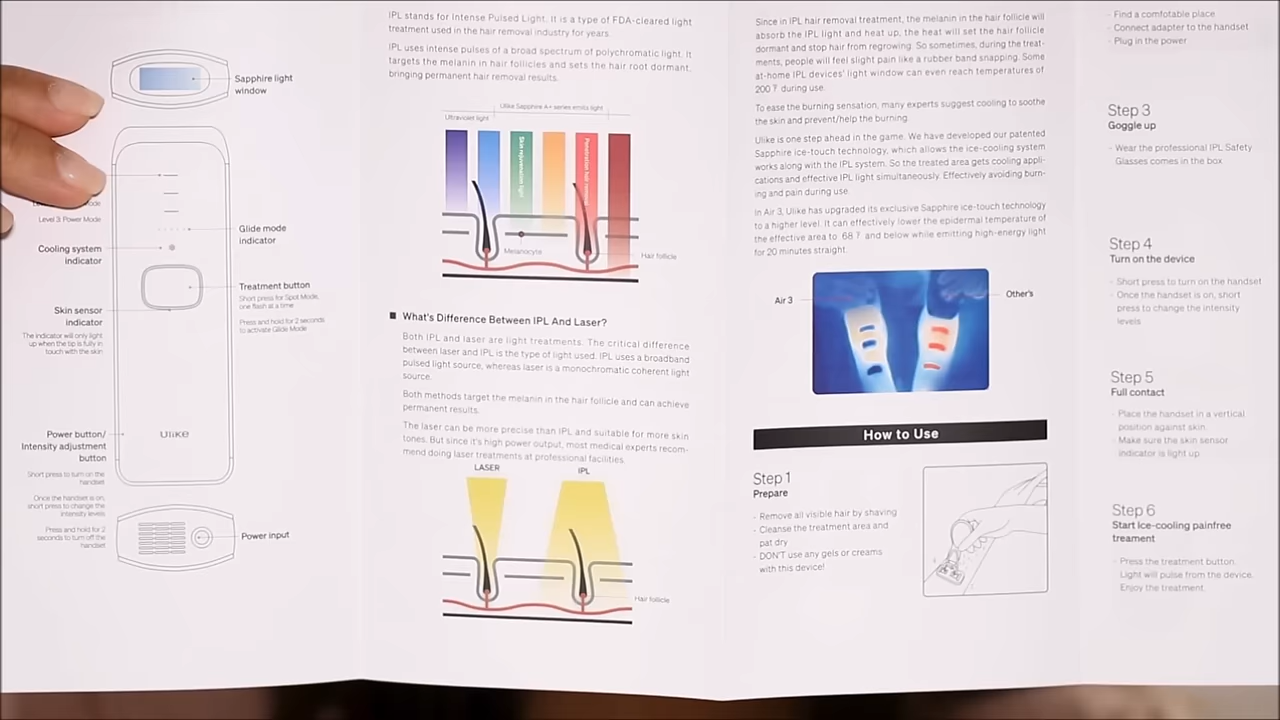 Sapphire light
window
Mode
Level 3: Power Mode
Glide mode
indicator
Cooling system
indicator
Treatment button
Short press for Spot Mode,
one flash at a time
Press and hold for 2 seconds
to activate Glide Mode
Skin sensor
indicator
The indicator will only light
up when the tip is fully in
touch with the skin
Ulike
Power button/
Intensity adjustment
button
Short press to turn on the
handset
Once the handset is on,
short press to change the
intensity levels
Press and hold for 2
seconds to turn off the
handset
Power input
IPL stands for Intense Pulsed Light. It is a type of FDA-cleared light
treatment used in the hair removal industry for years.
IPL uses intense pulses of a broad spectrum of polychromatic light. It
targets the melanin in hair follicles and sets the hair root dormant,
bringing permanent hair removal results.
Ulike Sapphire A+ series emits light
Ultraviolet light
Skin rejuvenation light
Penetration hair
Melanocyte
Hair follicle
■ What's Difference Between IPL And Laser?
Both IPL and laser are light treatments. The critical difference
between laser and IPL is the type of light used. IPL uses a broadband
pulsed light source, whereas laser is a monochromatic coherent light
source.
Both methods target the melanin in the hair follicle and can achieve
permanent results.
The laser can be more precise than IPL and suitable for more skin
tones. But since it's high power output, most medical experts recom-
mend doing laser treatments at professional facilities.
LASER
IPL
Hair follicle
Since in IPL hair removal treatment, the melanin in the hair follicle will
absorb the IPL light and heat up, the heat will set the hair follicle
dormant and stop hair from regrowing. So sometimes, during the treat-
ments, people will feel slight pain like a rubber band snapping. Some
at-home IPL devices' light window can even reach temperatures of
200 ? during use.
To ease the burning sensation, many experts suggest cooling to soothe
the skin and prevent/help the burning.
Ulike is one step ahead in the game. We have developed our patented
Sapphire ice-touch technology, which allows the ice-cooling system
works along with the IPL system. So the treated area gets cooling appli-
cations and effective IPL light simultaneously. Effectively avoiding burn-
ing and pain during use.
In Air 3, Ulike has upgraded its exclusive Sapphire ice-touch technology
to a higher level. It can effectively lower the epidermal temperature of
the effective area to 68 ? and below while emitting high-energy light
for 20 minutes straight.
Air 3
Other's
How to Use
Step 1
Prepare
- Remove all visible hair by shaving
- Cleanse the treatment area and
pat dry
- DON'T use any gels or creams
with this device!
- Find a comfotable place
- Connect adapter to the handset
- Plug in the power
Step 3
Goggle up
- Wear the professional IPL Safety
Glasses comes in the box
Step 4
Turn on the device
- Short press to turn on the handset
- Once the handset is on, short
press to change the intensity
levels
Step 5
Full contact
- Place the handset in a vertical
position against skin.
- Make sure the skin sensor
indicator is light up
Step 6
Start Ice-cooling painfree
treament
- Press the treatment button.
Light will pulse from the device.
Enjoy the treatment.